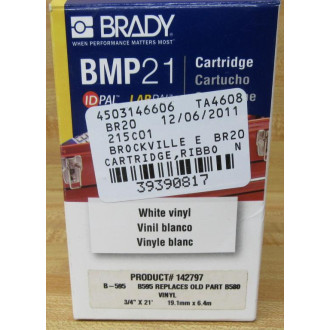 BRADY
WHEN PERFORMANCE MATTERS MOST
BMP21
Cartridge
Cartucho
IDPAL
4503146606 TA4608
BR20 12/06/2011
215C01
BROCKVILLE E BR20
CARTRIDGE,RIBBO N
39390817
White vinyl
Vinil blanco
Vinyle blanc
PRODUCT# 142797
B-595 B595 REPLACES OLD PART B580
VINYL
3/4" X 21' 19.1mm x 6.4m